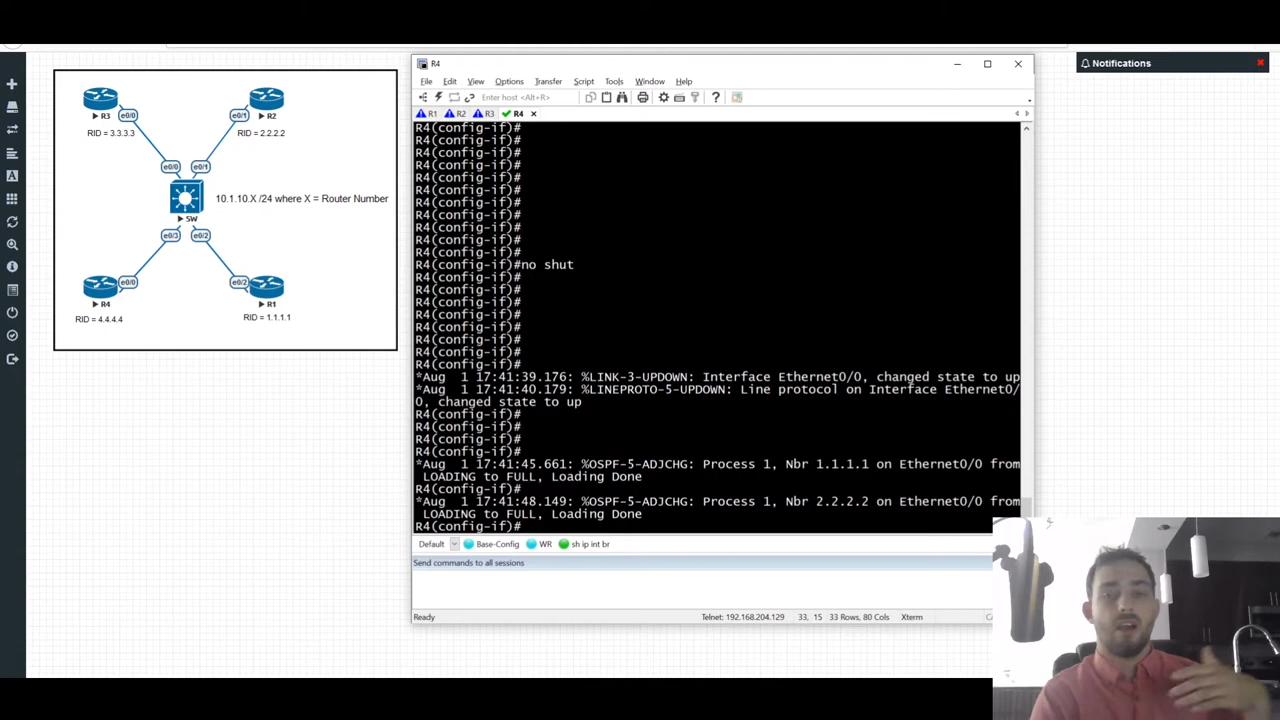 Notifications
R4
File Edit View Options Transfer Script Tools Window Help
Enter host <Alt+R>
R1 R2 R3 R4
R4(config-if)#
R4(config-if)#
R4(config-if)#
R4(config-if)#
R4(config-if)#
R4(config-if)#
R4(config-if)#
R4(config-if)#
R4(config-if)#
R4(config-if)#
R4(config-if)#
R4(config-if)#no shut
R4(config-if)#
R4(config-if)#
R4(config-if)#
R4(config-if)#
R4(config-if)#
R4(config-if)#
R4(config-if)#
R4(config-if)#
*Aug  1 17:41:39.176: %LINK-3-UPDOWN: Interface Ethernet0/0, changed state to up
*Aug  1 17:41:40.179: %LINEPROTO-5-UPDOWN: Line protocol on Interface Ethernet0/
0, changed state to up
R4(config-if)#
R4(config-if)#
R4(config-if)#
R4(config-if)#
*Aug  1 17:41:45.661: %OSPF-5-ADJCHG: Process 1, Nbr 1.1.1.1 on Ethernet0/0 from
LOADING to FULL, Loading Done
R4(config-if)#
*Aug  1 17:41:48.149: %OSPF-5-ADJCHG: Process 1, Nbr 2.2.2.2 on Ethernet0/0 from
LOADING to FULL, Loading Done
R4(config-if)#
Default Base-Config WR sh ip int br
Send commands to all sessions
Ready Telnet: 192.168.204.129 33, 15 33 Rows, 80 Cols Xterm
e0/0 e0/1
R3 R2
RID = 3.3.3.3 RID = 2.2.2.2
e0/0 e0/1
10.1.10.X /24 where X = Router Number
SW
e0/3 e0/2
e0/0 e0/2
R4 R1
RID = 4.4.4.4 RID = 1.1.1.1